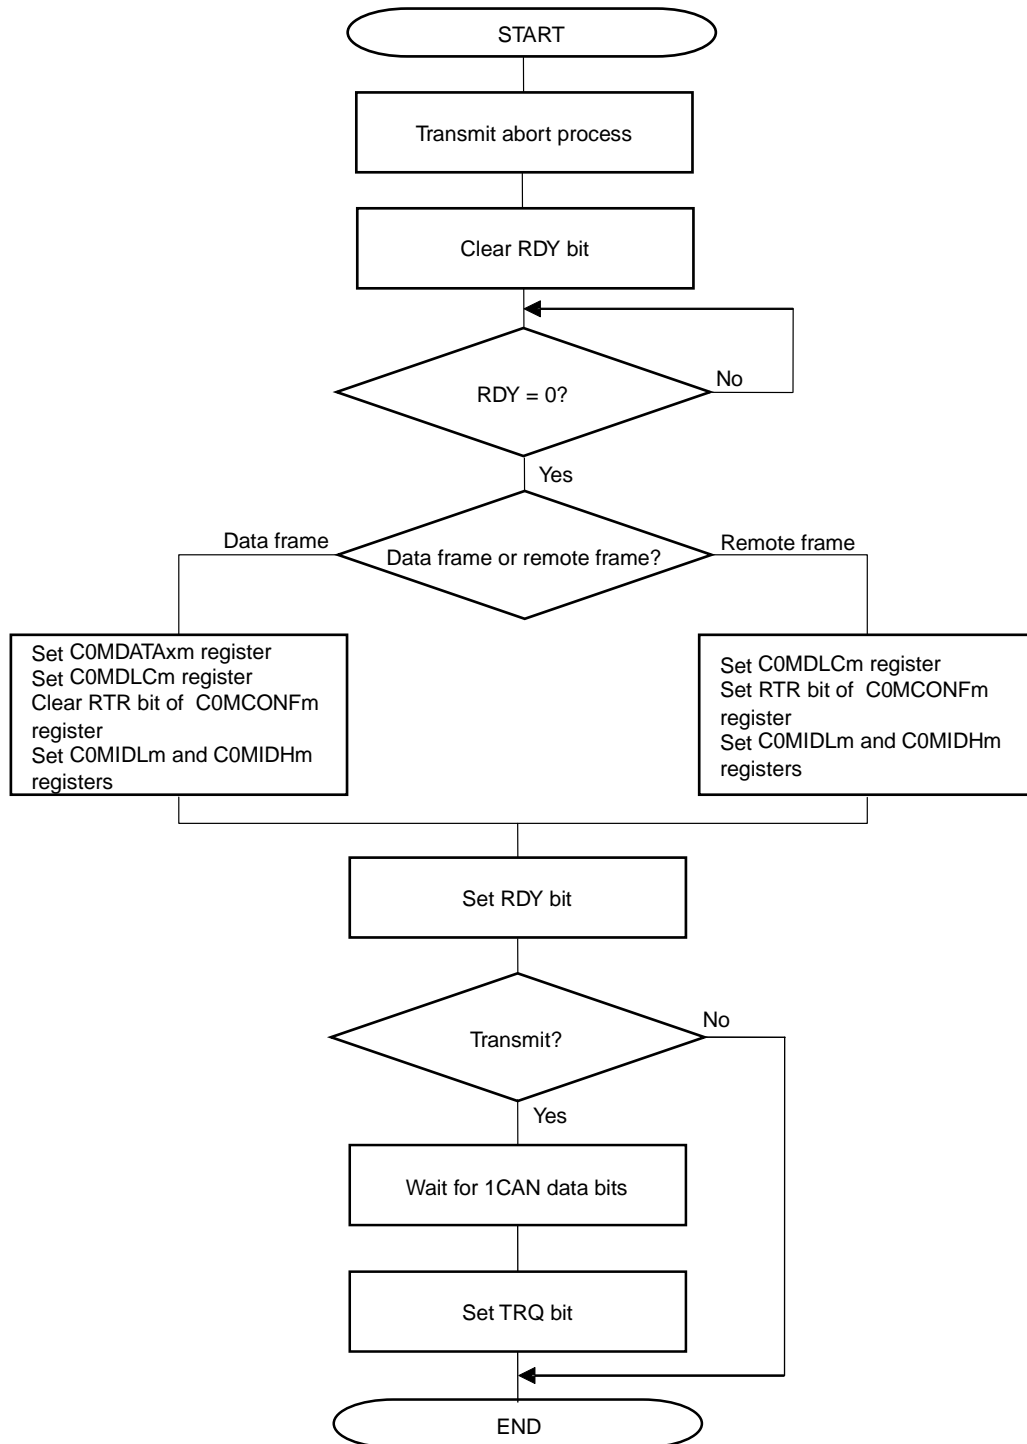 START
Transmit abort process
Clear RDY bit
RDY = 0?
No
Yes
Data frame
Data frame or remote frame?
Remote frame
Set C0MDATAxm register
Set C0MDLCm register
Clear RTR bit of C0MCONFm
register
Set C0MIDLm and C0MIDHm
registers
Set C0MDLCm register
Set RTR bit of C0MCONFm
register
Set C0MIDLm and C0MIDHm
registers
Set RDY bit
Transmit?
No
Yes
Wait for 1CAN data bits
Set TRQ bit
END